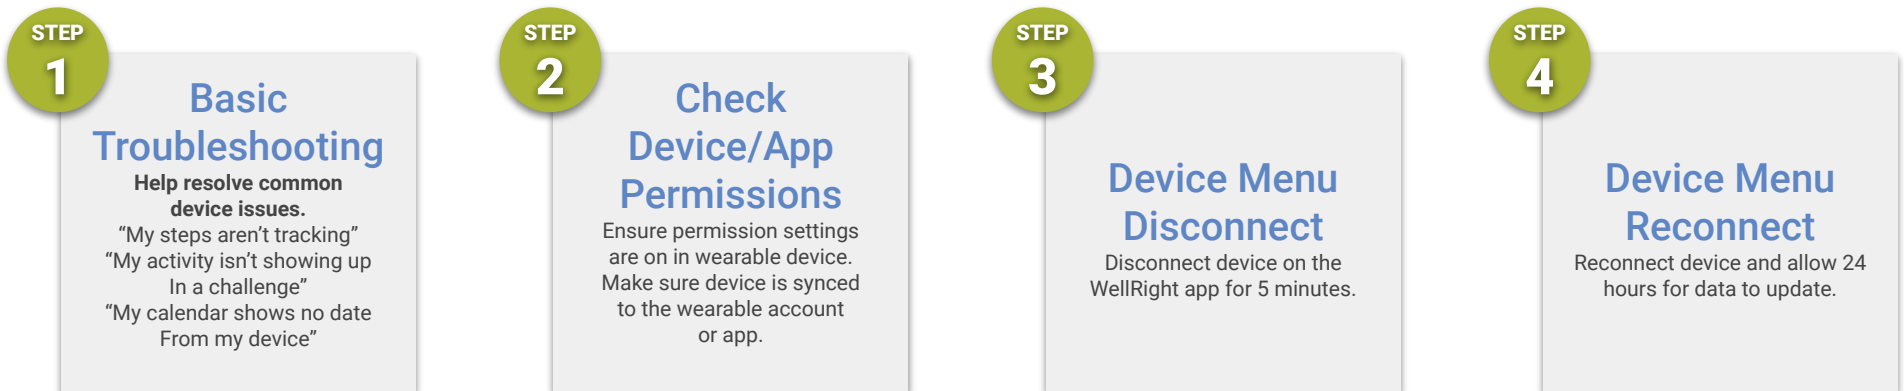 STEP
1
Basic
Troubleshooting
Help resolve common
device issues.
“My steps aren’t tracking”
“My activity isn’t showing up
In a challenge”
“My calendar shows no date
From my device”
STEP
2
Check
Device/App
Permissions
Ensure permission settings
are on in wearable device.
Make sure device is synced
to the wearable account
or app.
STEP
3
Device Menu
Disconnect
Disconnect device on the
WellRight app for 5 minutes.
STEP
4
Device Menu
Reconnect
Reconnect device and allow 24
hours for data to update.